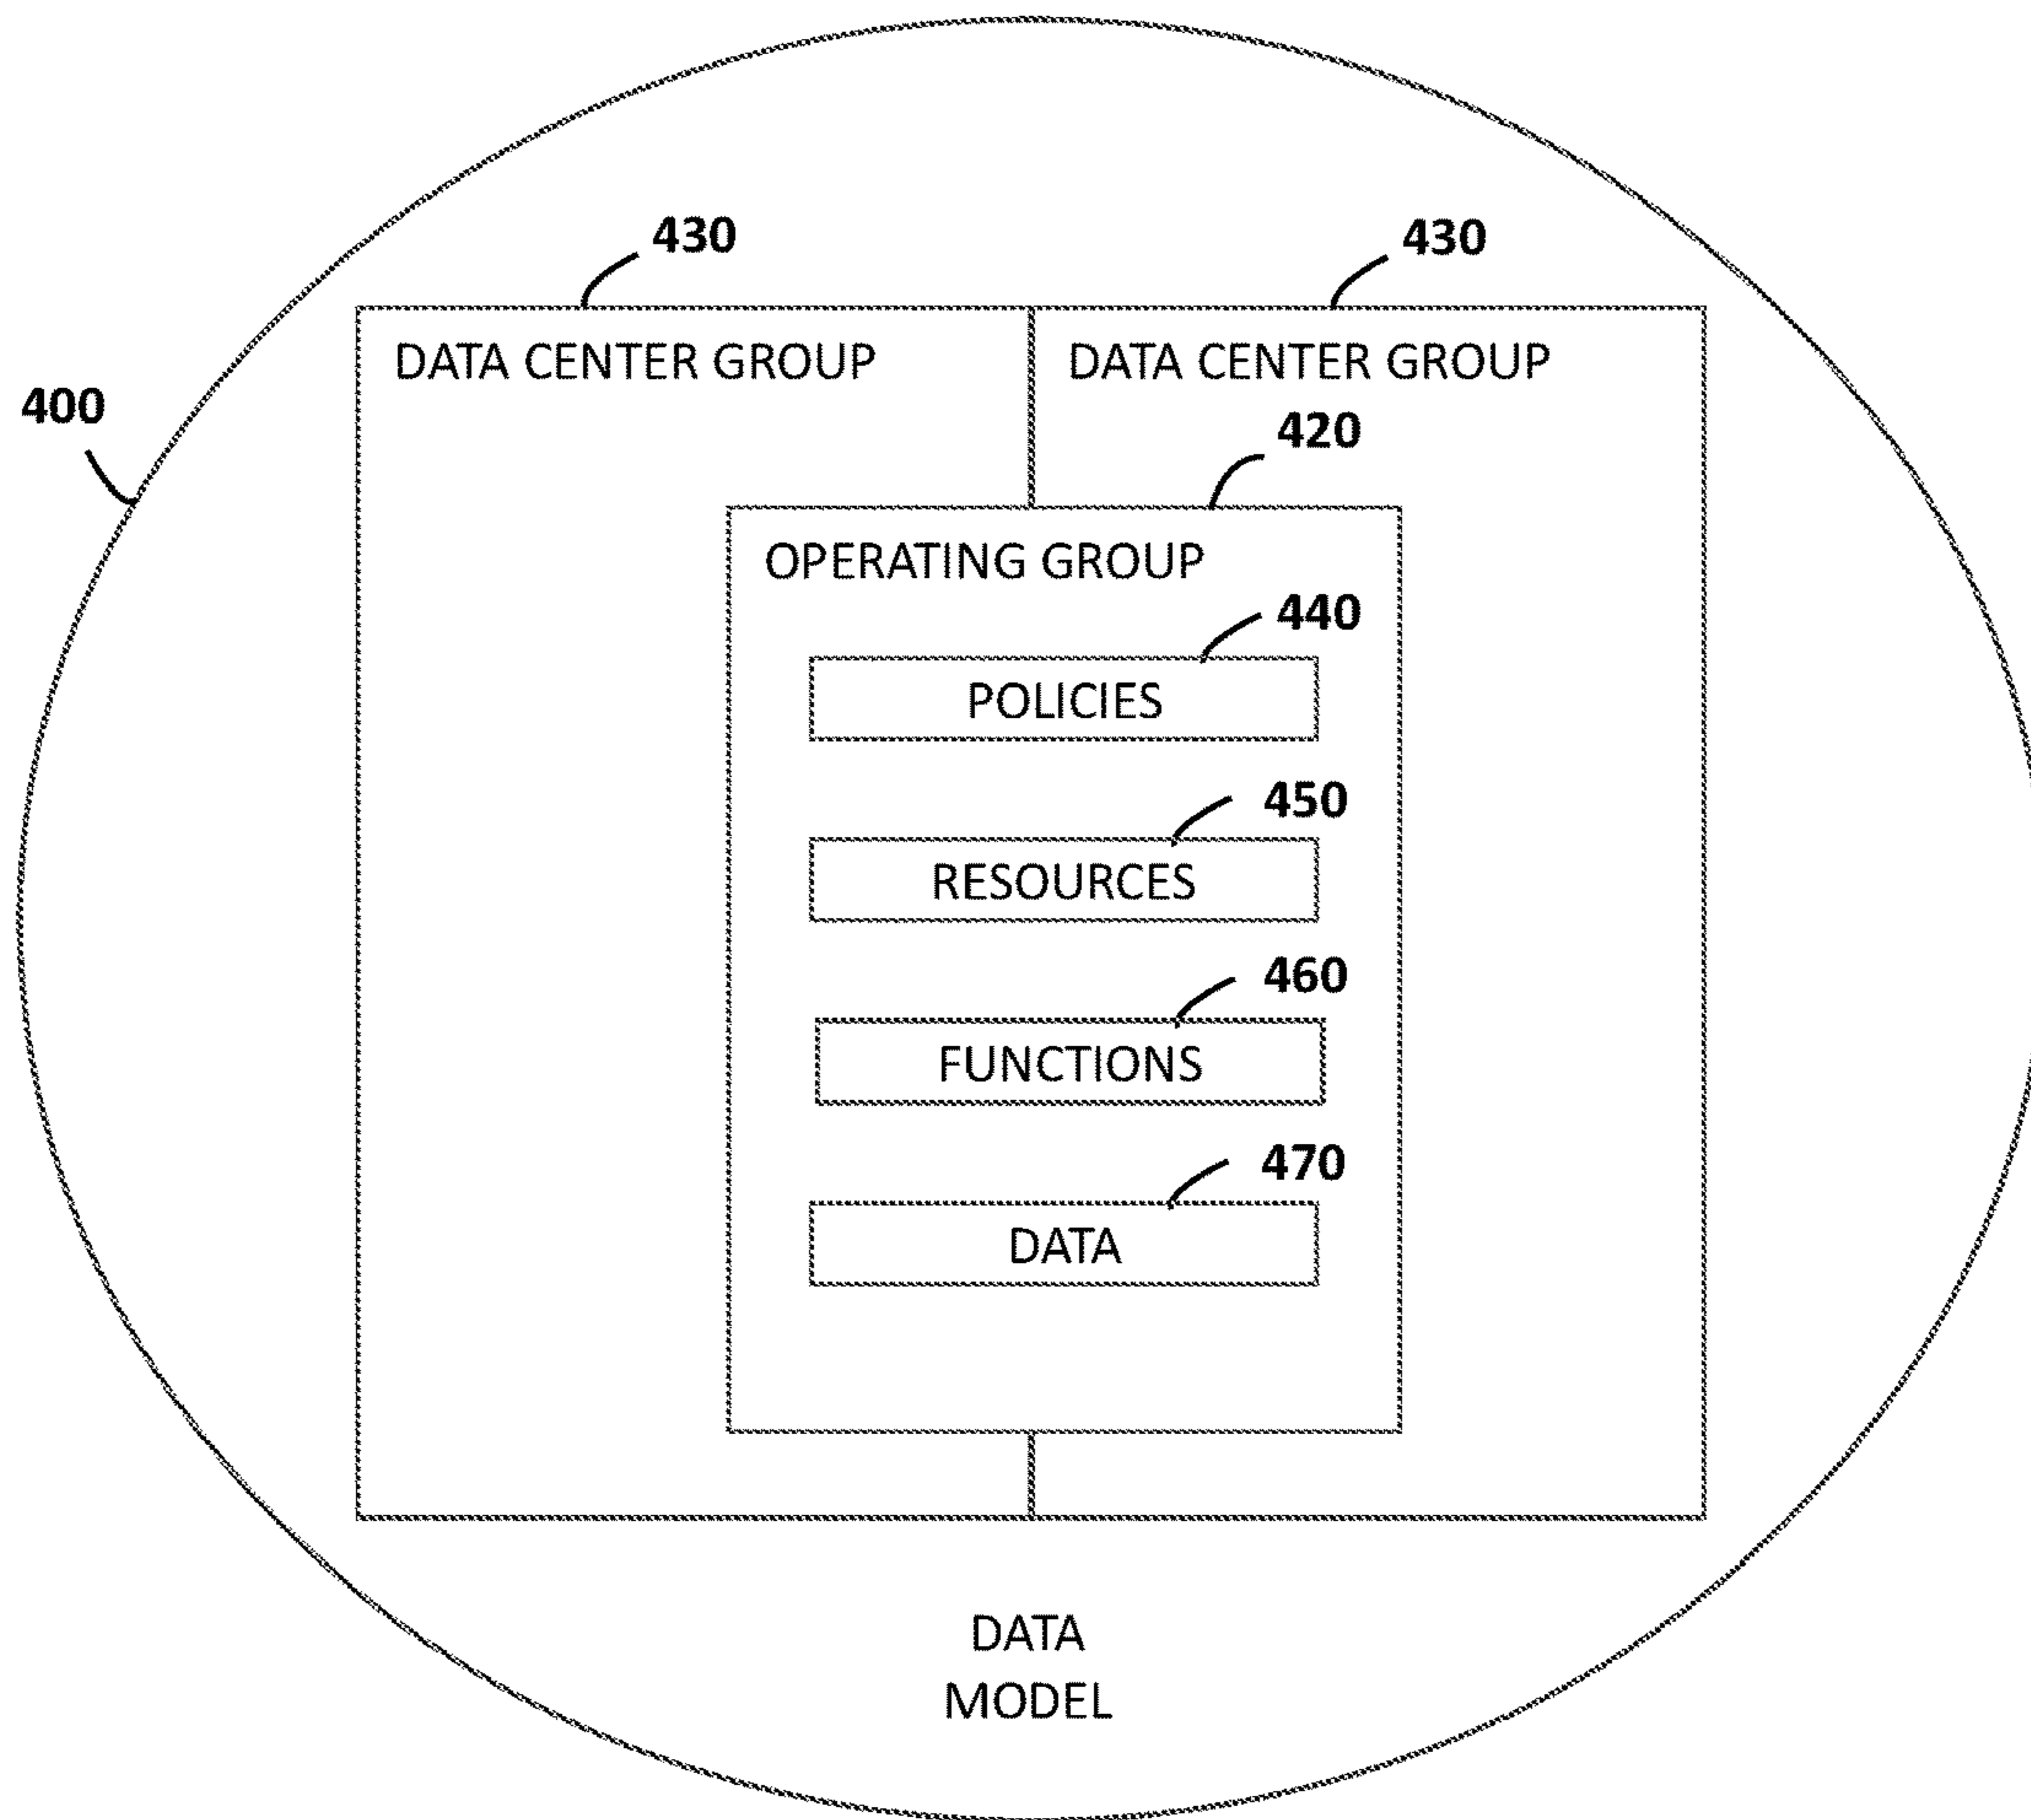 430
430
DATA CENTER GROUP
DATA CENTER GROUP
400
420
OPERATING GROUP
440
POLICIES
450
RESOURCES
460
FUNCTIONS
470
DATA
DATA
MODEL